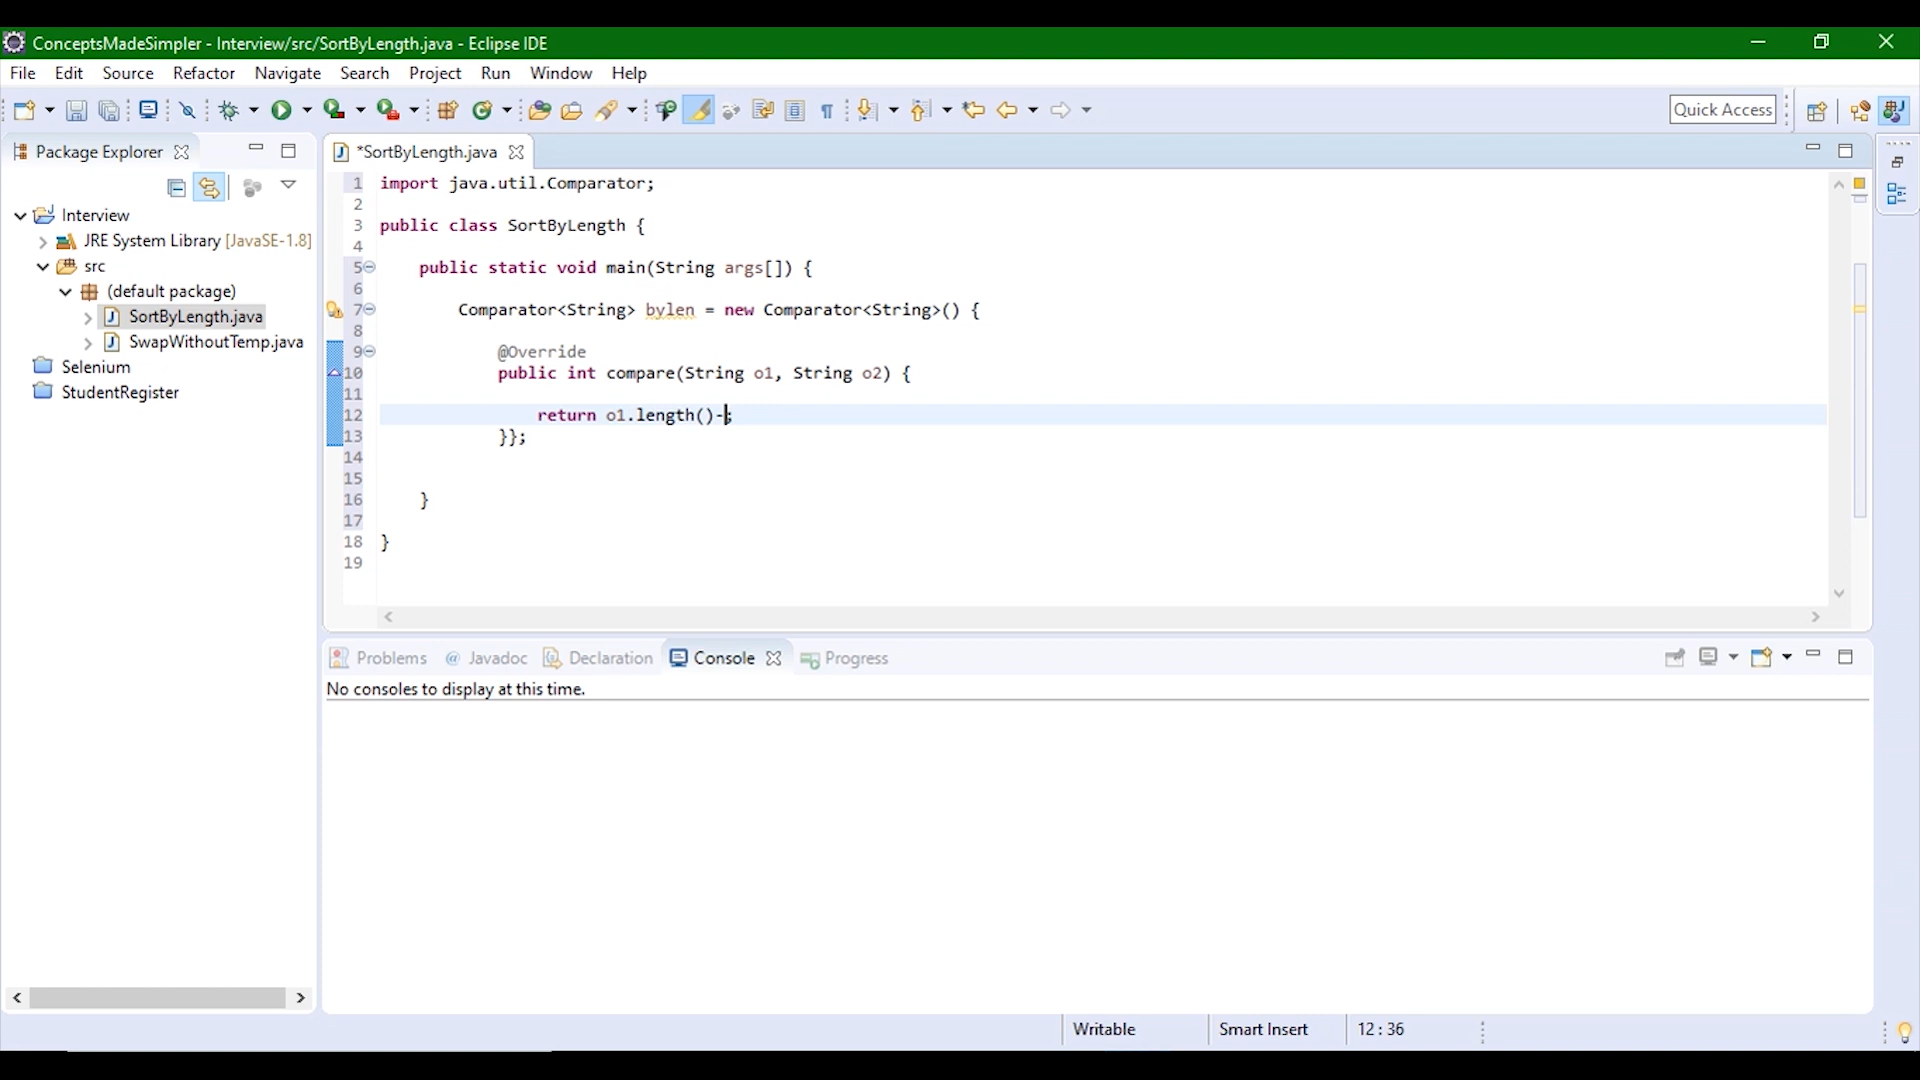 ConceptsMadeSimpler - Interview/src/SortByLength.java - Eclipse IDE
File Edit Source Refactor Navigate Search Project Run Window Help
Quick Access
Package Explorer
Interview
JRE System Library [JavaSE-1.8]
src
(default package)
SortByLength.java
SwapWithoutTemp.java
Selenium
StudentRegister
*SortByLength.java
1 import java.util.Comparator;
2
3 public class SortByLength {
4
5 public static void main(String args[]) {
6
7 Comparator<String> bylen = new Comparator<String>() {
8
9 @Override
10 public int compare(String o1, String o2) {
11
12 return o1.length()-;
13 }};
14
15
16 }
17
18 }
19
Problems @ Javadoc Declaration Console Progress
No consoles to display at this time.
Writable Smart Insert 12 : 36